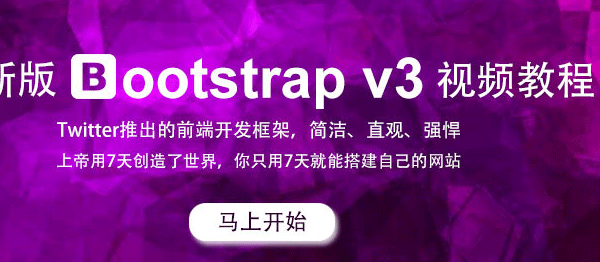 新版 Bootstrap v3 视频教程
Twitter推出的前端开发框架，简洁、直观、强悍
上帝用7天创造了世界，你只用7天就能搭建自己的网站
马上开始